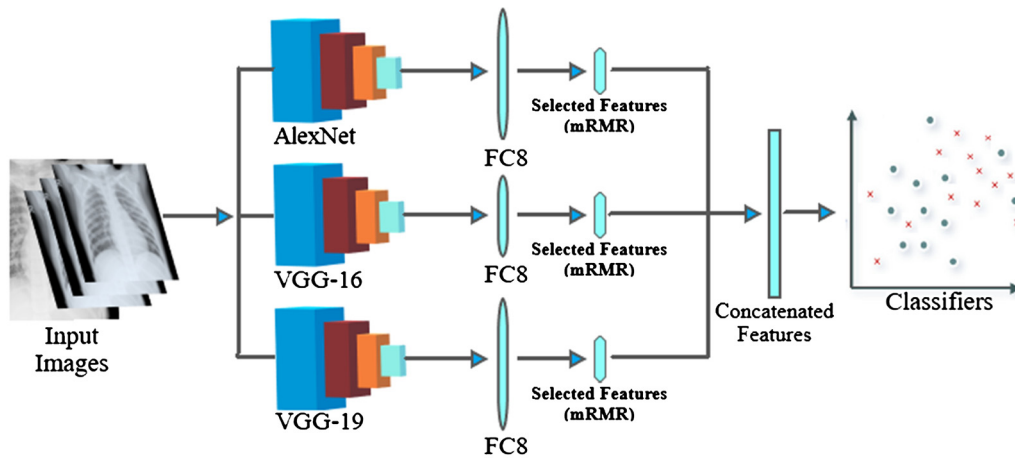 AlexNet
FC8
Selected Features
(mRMR)
Input
Images
VGG-16
FC8
Selected Features
(mRMR)
VGG-19
FC8
Selected Features
(mRMR)
Concatenated
Features
Classifiers